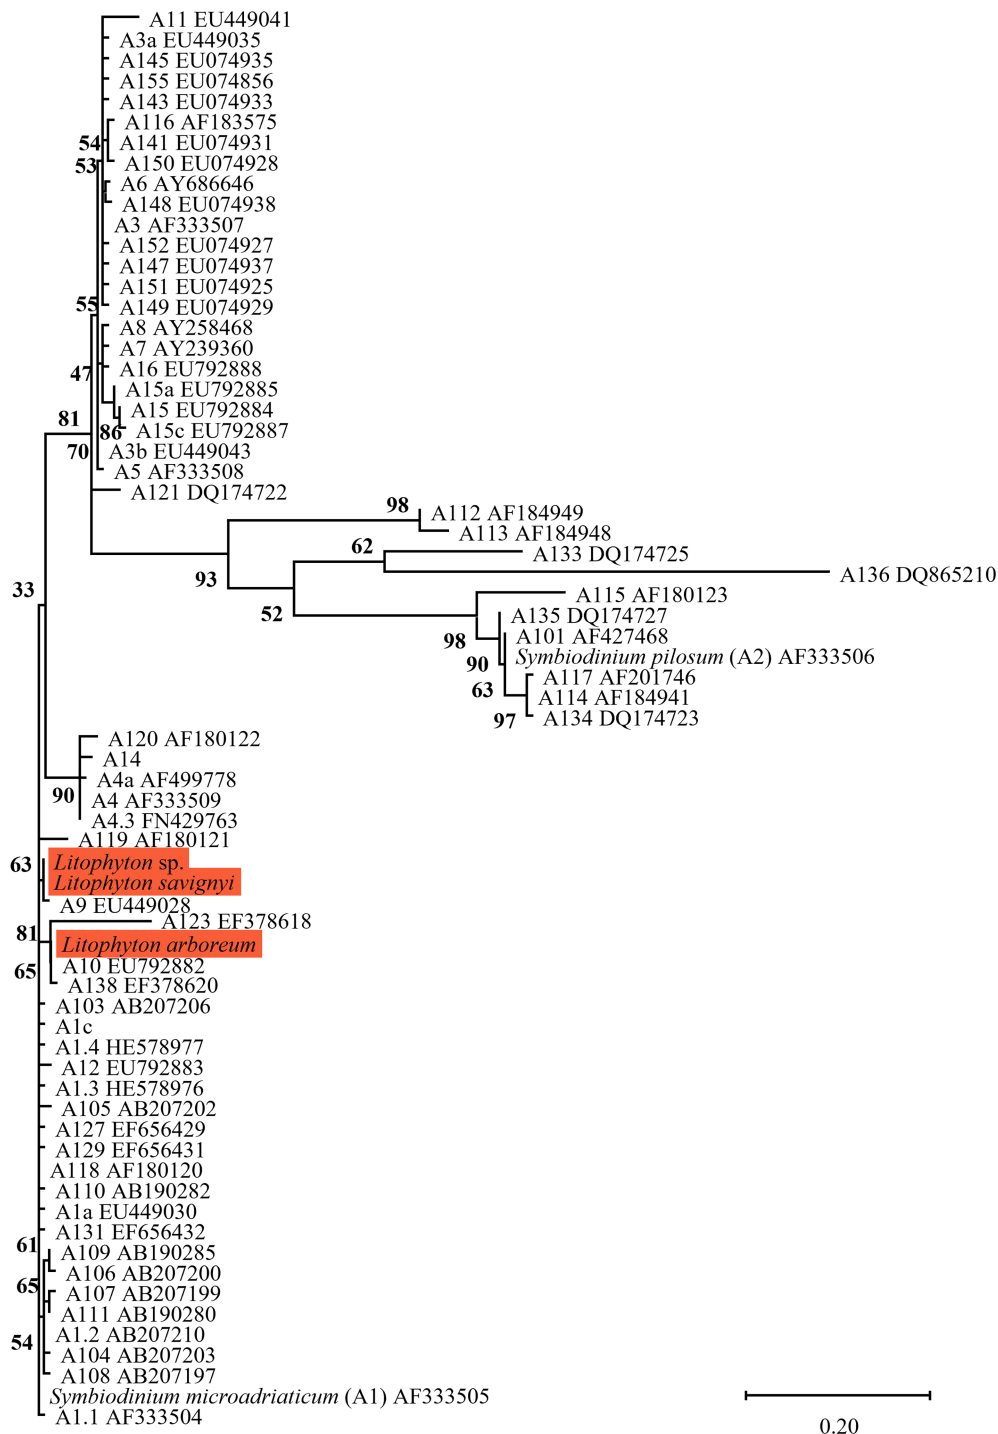 A11 EU449041
A3a EU449035
A145 EU074935
A155 EU074856
A143 EU074933
A116 AF183575
54
A141 EU074931
53
A150 EU074928
A6 AY686646
A148 EU074938
A3 AF333507
A152 EU074927
A147 EU074937
A151 EU074925
55
A149 EU074929
A8 AY258468
A7 AY239360
47
A16 EU792888
A15a EU792885
A15 EU792884
81
86
A15c EU792887
70
A3b EU449043
A5 AF333508
A121 DQ174722
98
A112 AF184949
A113 AF184948
62
A133 DQ174725
93
A136 DQ865210
33
A115 AF180123
52
A135 DQ174727
98
A101 AF427468
90
Symbiodinium pilosum (A2) AF333506
A117 AF201746
63
A114 AF184941
97
A134 DQ174723
A120 AF180122
A14
A4a AF499778
90
A4 AF333509
A4.3 FN429763
A119 AF180121
63
Litophyton sp.
Litophyton savignyi
A9 EU449028
A123 EF378618
81
Litophyton arboreum
65
A10 EU792882
A138 EF378620
A103 AB207206
A1c
A1.4 HE578977
A12 EU792883
A1.3 HE578976
A105 AB207202
A127 EF656429
A129 EF656431
A118 AF180120
A110 AB190282
A1a EU449030
A131 EF656432
61
A109 AB190285
A106 AB207200
65
A107 AB207199
A111 AB190280
A1.2 AB207210
54
A104 AB207203
A108 AB207197
Symbiodinium microadriaticum (A1) AF333505
A1.1 AF333504
0.20